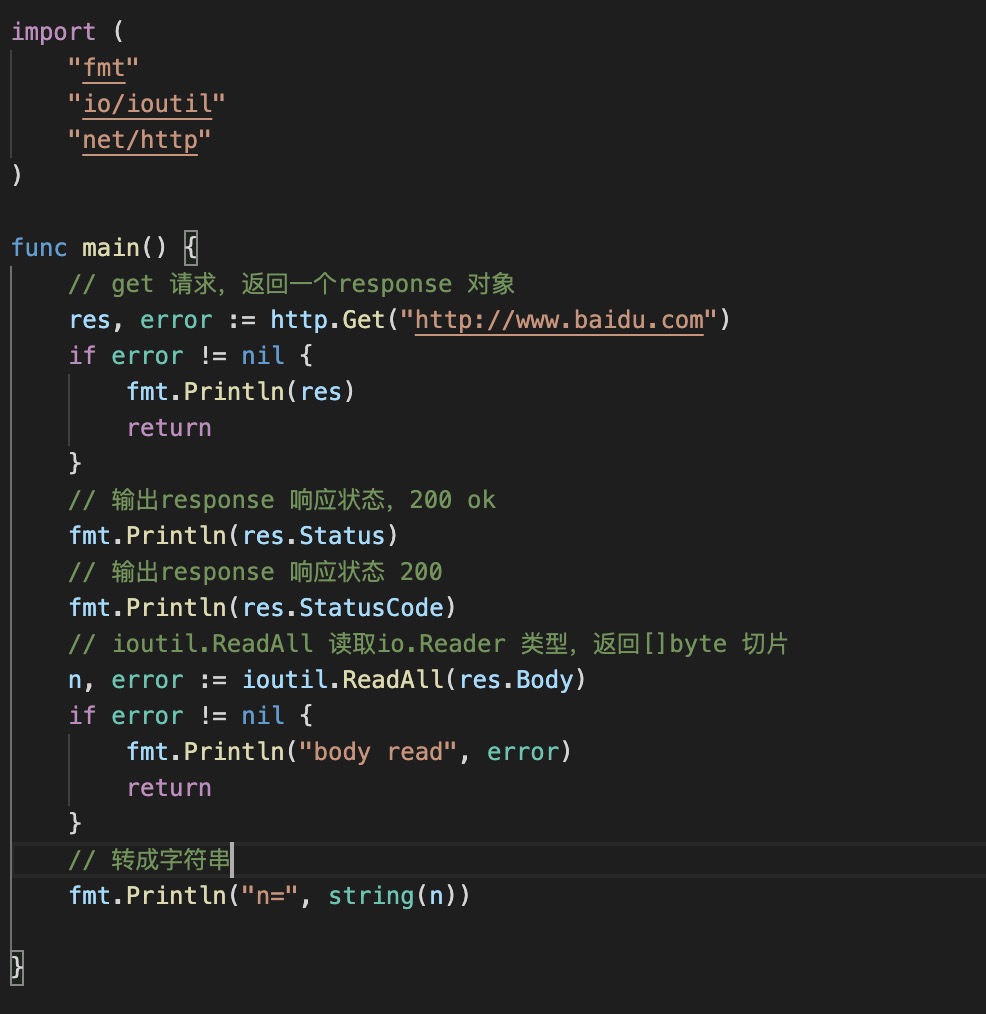 import (
    "fmt"
    "io/ioutil"
    "net/http"
)
func main() {
    // get 请求，返回一个response 对象
    res, error := http.Get("http://www.baidu.com")
    if error != nil {
        fmt.Println(res)
        return
    }
    // 输出response 响应状态，200 ok
    fmt.Println(res.Status)
    // 输出response 响应状态 200
    fmt.Println(res.StatusCode)
    // ioutil.ReadAll 读取io.Reader 类型，返回[]byte 切片
    n, error := ioutil.ReadAll(res.Body)
    if error != nil {
        fmt.Println("body read", error)
        return
    }
    // 转成字符串
    fmt.Println("n=", string(n))
}